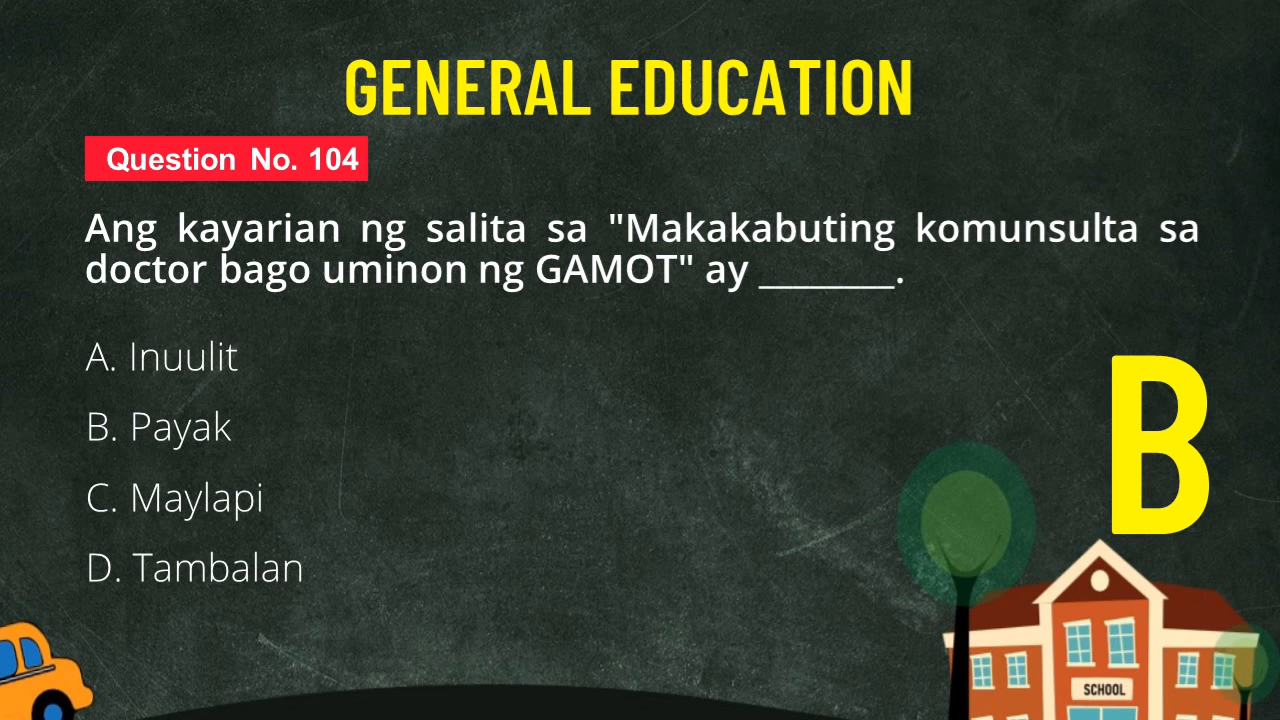 GENERAL EDUCATION
Question No. 104
Ang kayarian ng salita sa "Makakabuting komunsulta sa
doctor bago uminon ng GAMOT" ay ________.
A. Inuulit
B. Payak
C. Maylapi
D. Tambalan
B
SCHOOL